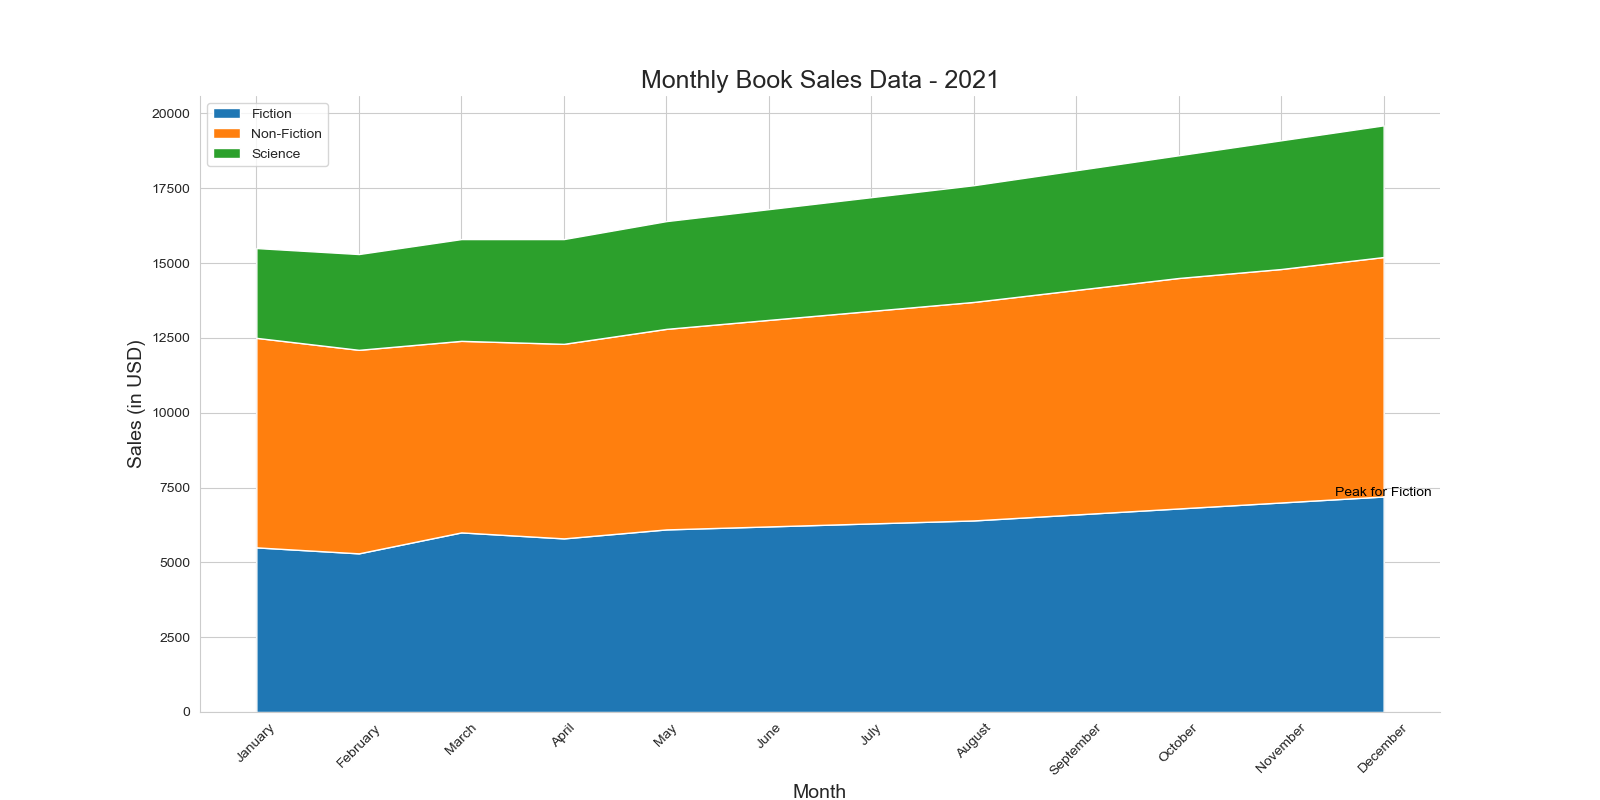 Monthly Book Sales Data - 2021
Fiction
Non-Fiction
Science
20000
17500
15000
12500
10000
7500
5000
2500
0
Sales (in USD)
Peak for Fiction
January
February
March
April
May
June
July
August
September
October
November
December
Month